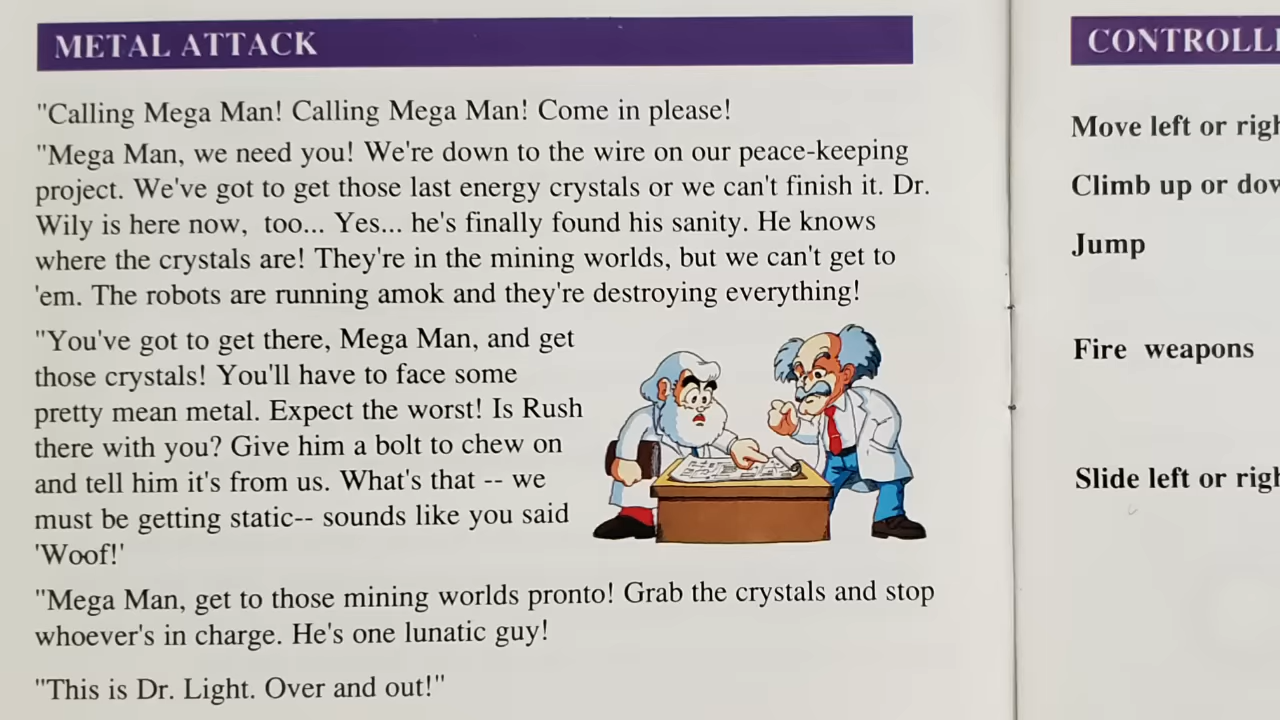 METAL ATTACK
"Calling Mega Man! Calling Mega Man! Come in please!
"Mega Man, we need you! We're down to the wire on our peace-keeping
project. We've got to get those last energy crystals or we can't finish it. Dr.
Wily is here now, too... Yes... he's finally found his sanity. He knows
where the crystals are! They're in the mining worlds, but we can't get to
'em. The robots are running amok and they're destroying everything!
"You've got to get there, Mega Man, and get
those crystals! You'll have to face some
pretty mean metal. Expect the worst! Is Rush
there with you? Give him a bolt to chew on
and tell him it's from us. What's that -- we
must be getting static-- sounds like you said
'Woof!'
"Mega Man, get to those mining worlds pronto! Grab the crystals and stop
whoever's in charge. He's one lunatic guy!
"This is Dr. Light. Over and out!"
Move left or
Climb up or
Jump
Fire weapons
Slide left or